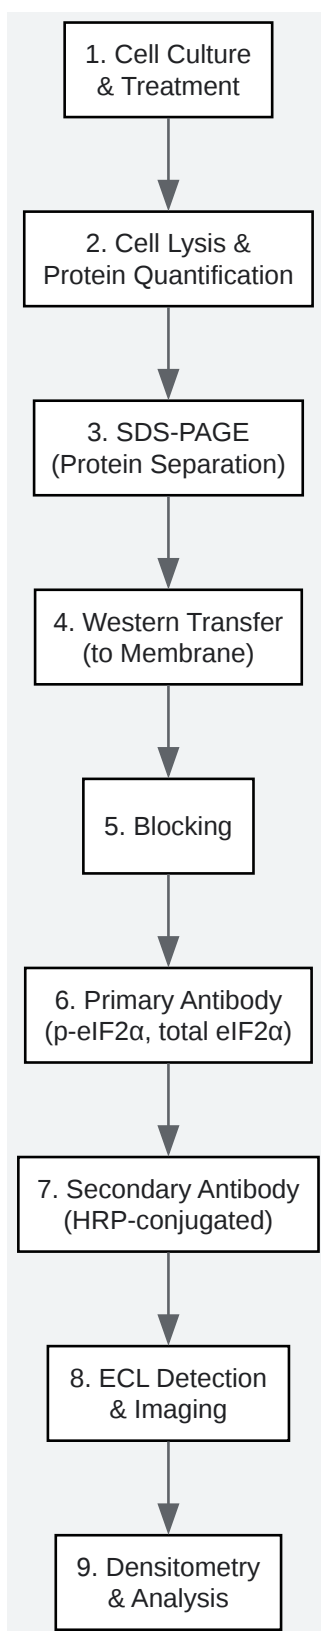 1. Cell Culture
& Treatment
2. Cell Lysis &
Protein Quantification
3. SDS-PAGE
(Protein Separation)
4. Western Transfer
(to Membrane)
5. Blocking
6. Primary Antibody
(p-eIF2α, total eIF2α)
7. Secondary Antibody
(HRP-conjugated)
8. ECL Detection
& Imaging
9. Densitometry
& Analysis